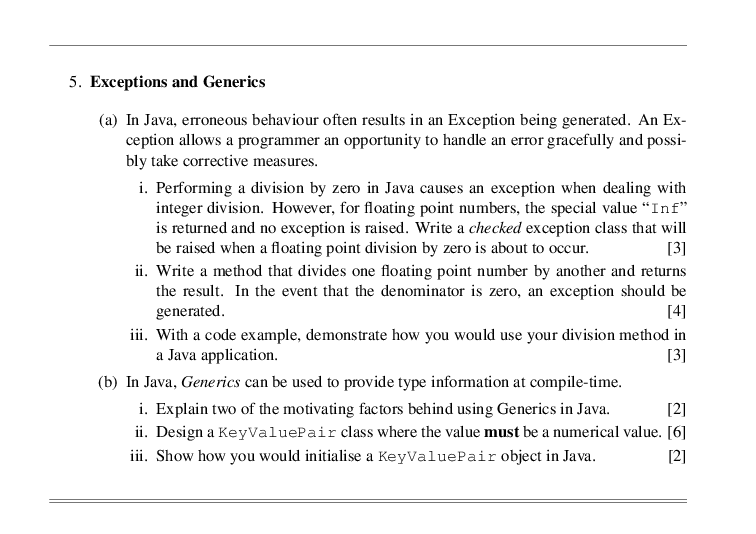 5. Exceptions and Generics
(a) In Java, erroneous behaviour often results in an Exception being generated. An Ex-
ception allows a programmer an opportunity to handle an error gracefully and possi-
bly take corrective measures.
i. Performing a division by zero in Java causes an exception when dealing with
integer division. However, for floating point numbers, the special value “Inf”
is returned and no exception is raised. Write a checked exception class that will
be raised when a floating point division by zero is about to occur. [3]
ii. Write a method that divides one floating point number by another and returns
the result. In the event that the denominator is zero, an exception should be
generated. [4]
iii. With a code example, demonstrate how you would use your division method in
a Java application. [3]
(b) In Java, Generics can be used to provide type information at compile-time.
i. Explain two of the motivating factors behind using Generics in Java. [2]
ii. Design a KeyValuePair class where the value must be a numerical value. [6]
iii. Show how you would initialise a KeyValuePair object in Java. [2]